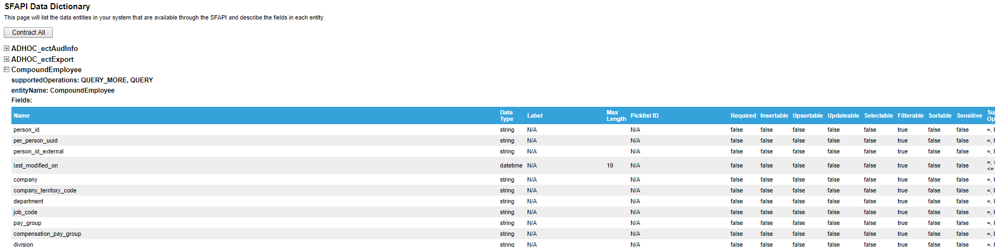 SFAPI Data Dictionary
This page will list the data entities in your system that are available through the SFAPI and describe the fields in each entity.
Contract All
ADHOC_ectAudInfo
ADHOC_ectExport
CompoundEmployee
supportedOperations: QUERY_MORE, QUERY
entityName: CompoundEmployee
Fields:
Name Data Type Label Max Length Picklist ID Required Insertable Upsertable Updateable Selectable Filterable Sortable Sensitive
person_id string N/A N/A false false false false false true false false =,
per_person_uuid string N/A N/A false false false false false true false false =,
person_id_external string N/A N/A false false false false false true false false =,
last_modified_on datetime N/A 19 N/A false false false false false true false false =, > <=
company string N/A N/A false false false false false true false false =,
company_territory_code string N/A N/A false false false false false true false false =,
department string N/A N/A false false false false false true false false =,
job_code string N/A N/A false false false false false true false false =,
pay_group string N/A N/A false false false false false true false false =,
compensation_pay_group string N/A N/A false false false false false true false false =,
division string N/A N/A false false false false false true false false =,